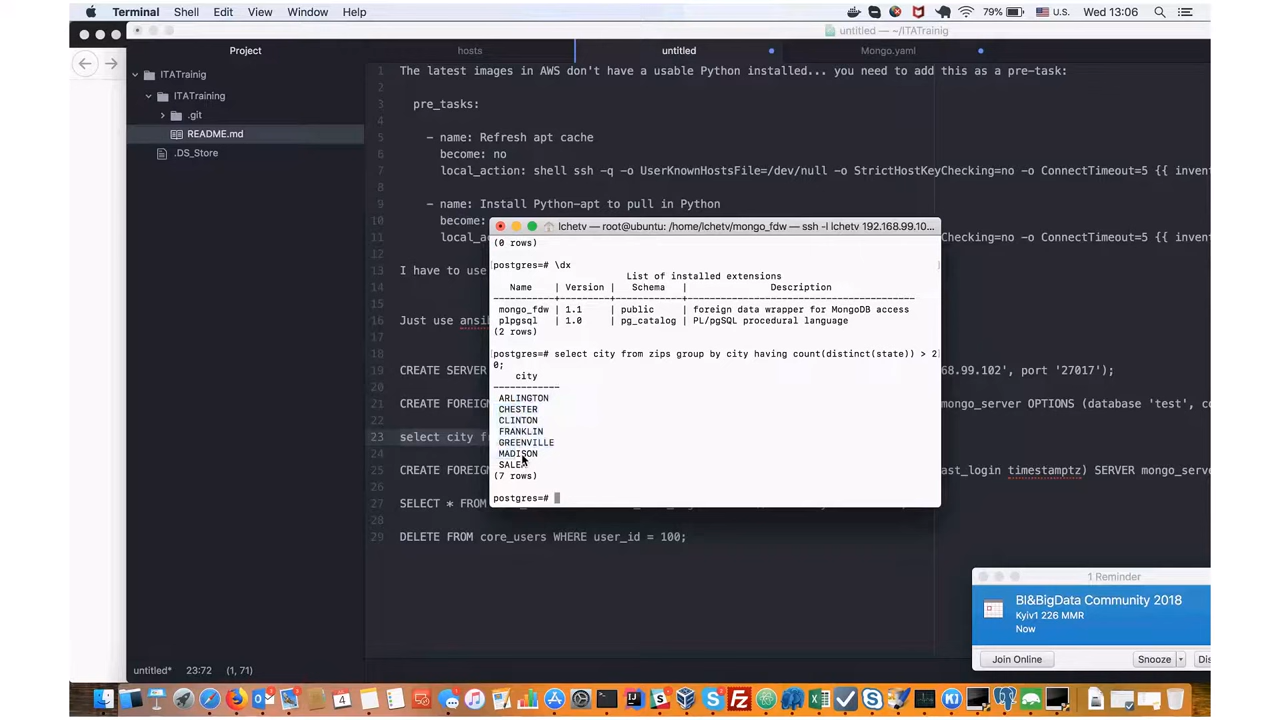 Terminal Shell Edit View Window Help 79% U.S. Wed 13:06
untitled — ~/ITATrainig
Project hosts untitled Mongo.yaml
ITATrainig
ITATraining
.git
README.md
.DS_Store
1 The latest images in AWS don't have a usable Python installed... you need to add this as a pre-task:
2
3 pre_tasks:
4
5 - name: Refresh apt cache
6 become: no
7 local_action: shell ssh -q -o UserKnownHostsFile=/dev/null -o StrictHostKeyChecking=no -o ConnectTimeout=5 {{ invent
8
9 - name: Install Python-apt to pull in Python
10 become:
11 local_action: -o ConnectTimeout=5 {{ invent
12
13 I have to use
14
15
16 Just use ansib
17
18
19 CREATE SERVER 68.99.102', port '27017');
20
21 CREATE FOREIGN mongo_server OPTIONS (database 'test', co
22
23 select city f
24
25 CREATE FOREIGN ast_login timestamptz) SERVER mongo_serve
26
27 SELECT * FROM
28
29 DELETE FROM core_users WHERE user_id = 100;
untitled* 23:72 (1, 71)
lchetv — root@ubuntu: /home/lchetv/mongo_fdw — ssh -l lchetv 192.168.99.10...
(0 rows)
postgres=# \dx
List of installed extensions
Name | Version | Schema | Description
-----------+---------+------------+-----------------------------------------
mongo_fdw | 1.1 | public | foreign data wrapper for MongoDB access
plpgsql | 1.0 | pg_catalog | PL/pgSQL procedural language
(2 rows)
postgres=# select city from zips group by city having count(distinct(state)) > 2
0;
city
------------
ARLINGTON
CHESTER
CLINTON
FRANKLIN
GREENVILLE
MADISON
SALEM
(7 rows)
postgres=#
1 Reminder
BI&BigData Community 2018
Kyiv1 226 MMR
Now
Join Online Snooze Dis